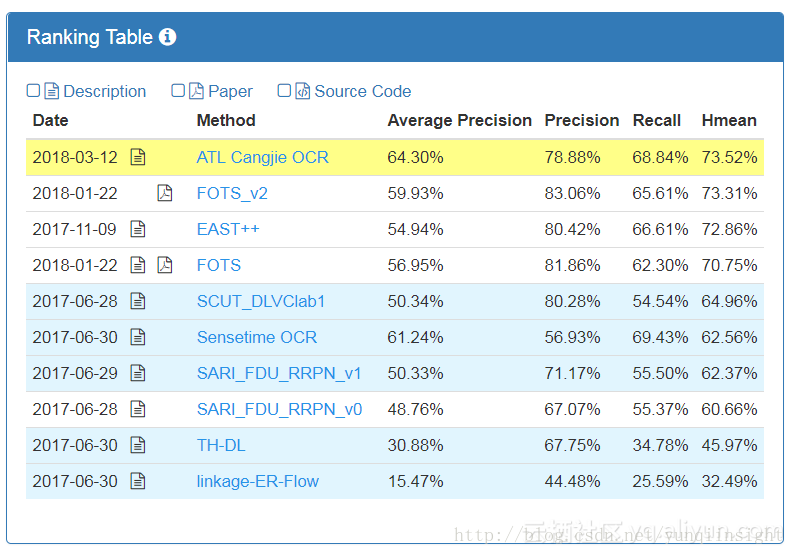 Ranking Table
Description Paper Source Code
Date Method Average Precision Precision Recall Hmean
2018-03-12 ATL Cangjie OCR 64.30% 78.88% 68.84% 73.52%
2018-01-22 FOTS_v2 59.93% 83.06% 65.61% 73.31%
2017-11-09 EAST++ 54.94% 80.42% 66.61% 72.86%
2018-01-22 FOTS 56.95% 81.86% 62.30% 70.75%
2017-06-28 SCUT_DLVClab1 50.34% 80.28% 54.54% 64.96%
2017-06-30 Sensetime OCR 61.24% 56.93% 69.43% 62.56%
2017-06-29 SARI_FDU_RRPN_v1 50.33% 71.17% 55.50% 62.37%
2017-06-28 SARI_FDU_RRPN_v0 48.76% 67.07% 55.37% 60.66%
2017-06-30 TH-DL 30.88% 67.75% 34.78% 45.97%
2017-06-30 linkage-ER-Flow 15.47% 44.48% 25.59% 32.49%
云栖社区 yq.aliyun.com
http://blog.csdn.net/yunqiinsight